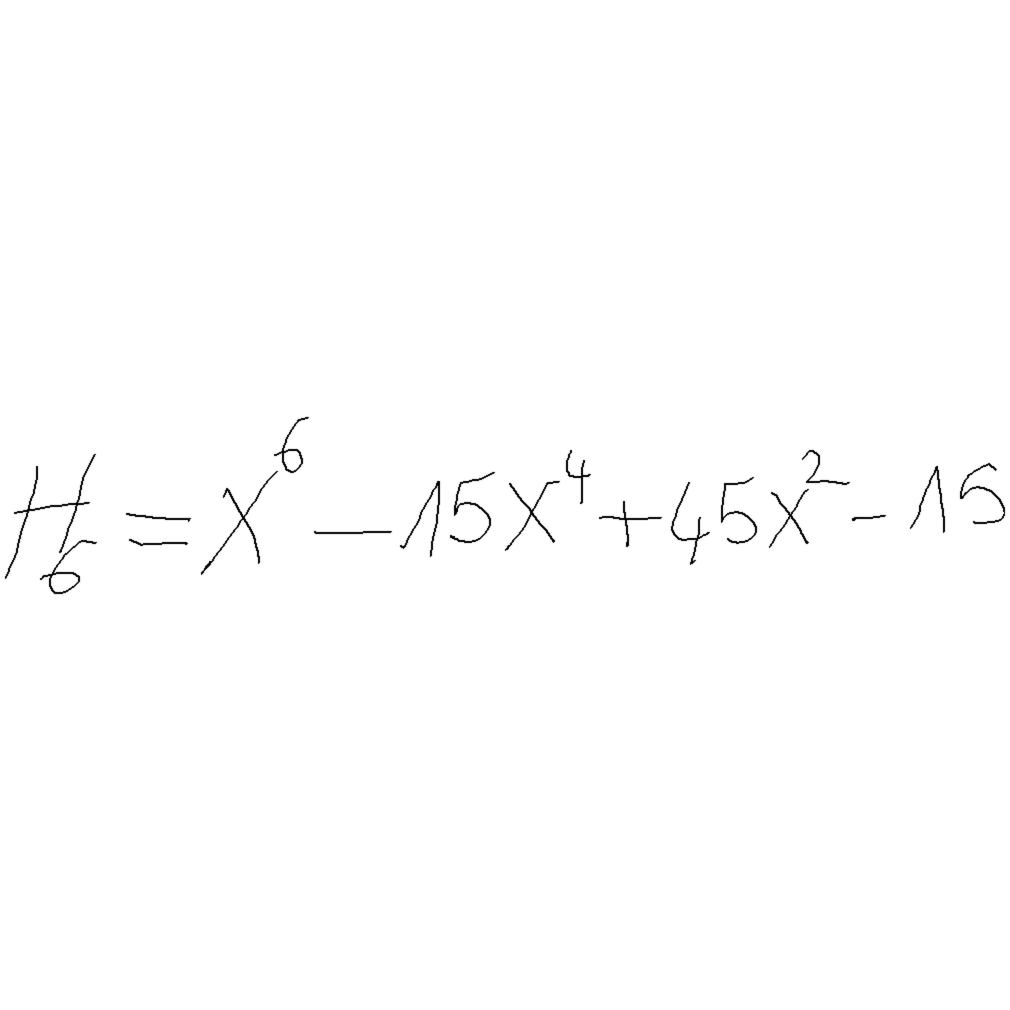 H₆ = x⁶ − 15x⁴ + 45x² − 15